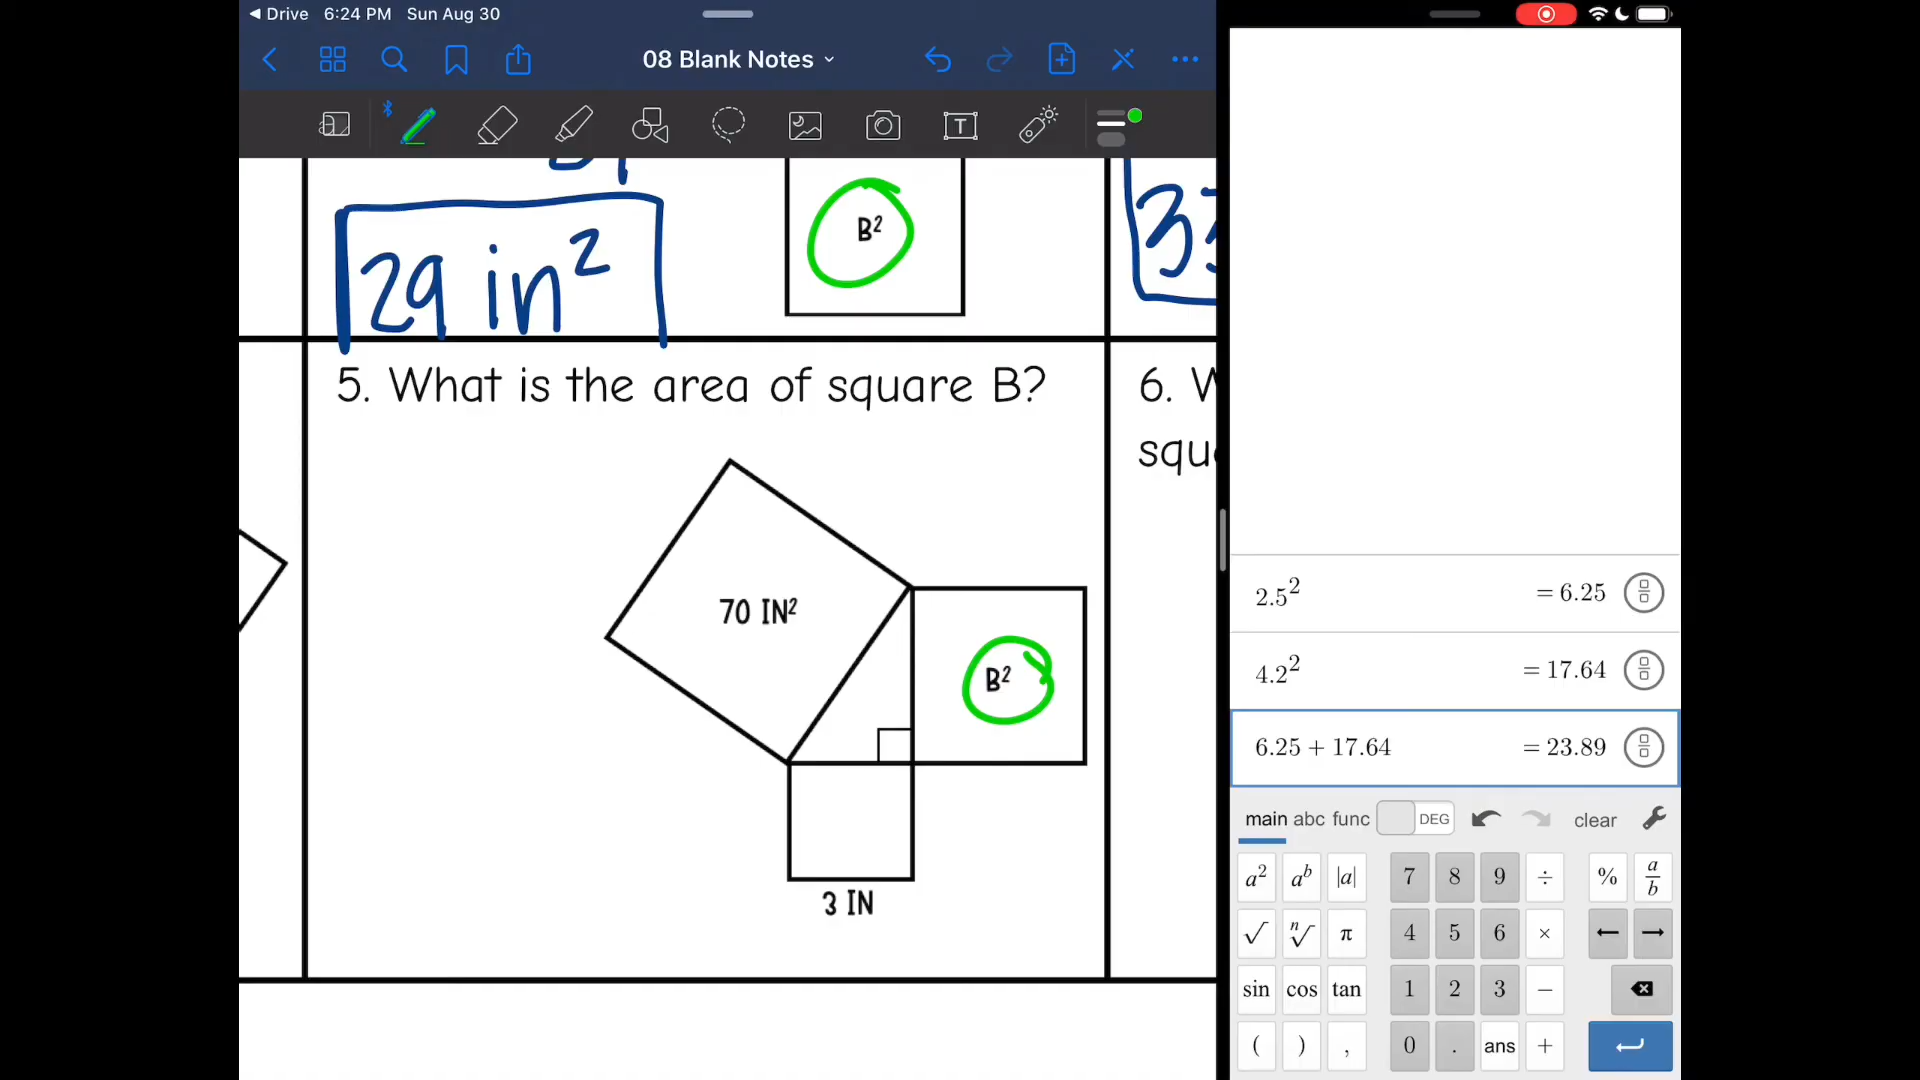 Drive 6:24 PM Sun Aug 30
08 Blank Notes
B²
29 in²
5. What is the area of square B?
6. W
squ
70 IN²
B²
3 IN
2.5² = 6.25
4.2² = 17.64
6.25 + 17.64 = 23.89
main abc func DEG clear
a² aᵇ |a| 7 8 9 ÷ % a/b
√ ⁿ√ π 4 5 6 × ← →
sin cos tan 1 2 3 −
( ) , 0 . ans +